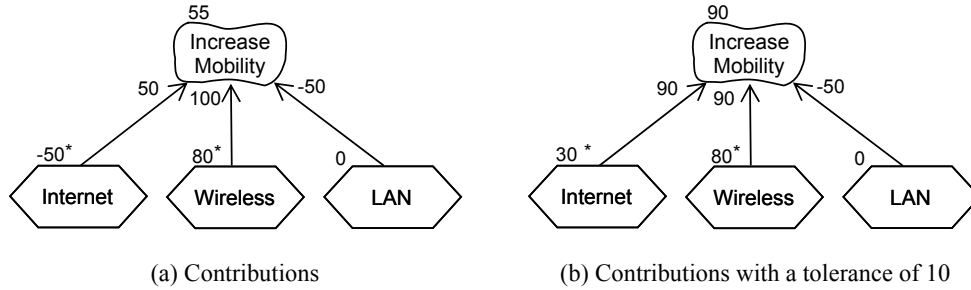 55
Increase
Mobility
50
100
-50
-50*
80*
0
Internet
Wireless
LAN
(a) Contributions
90
Increase
Mobility
90
90
-50
30 *
80*
0
Internet
Wireless
LAN
(b) Contributions with a tolerance of 10